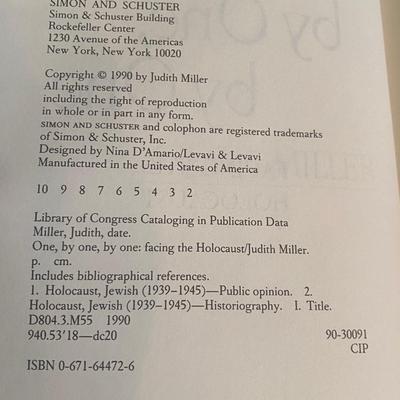 SIMON AND SCHUSTER
Simon & Schuster Building
Rockefeller Center
1230 Avenue of the Americas
New York, New York 10020
Copyright © 1990 by Judith Miller
All rights reserved
including the right of reproduction
in whole or in part in any form.
SIMON AND SCHUSTER and colophon are registered trademarks
of Simon & Schuster, Inc.
Designed by Nina D'Amario/Levavi & Levavi
Manufactured in the United States of America
10 9 8 7 6 5 4 3 2
Library of Congress Cataloging in Publication Data
Miller, Judith, date.
One, by one, by one: facing the Holocaust/Judith Miller.
p. cm.
Includes bibliographical references.
1. Holocaust, Jewish (1939–1945)—Public opinion. 2.
Holocaust, Jewish (1939–1945)—Historiography. I. Title.
D804.3.M55 1990
940.53'18—dc20 90-30091
CIP
ISBN 0-671-64472-6